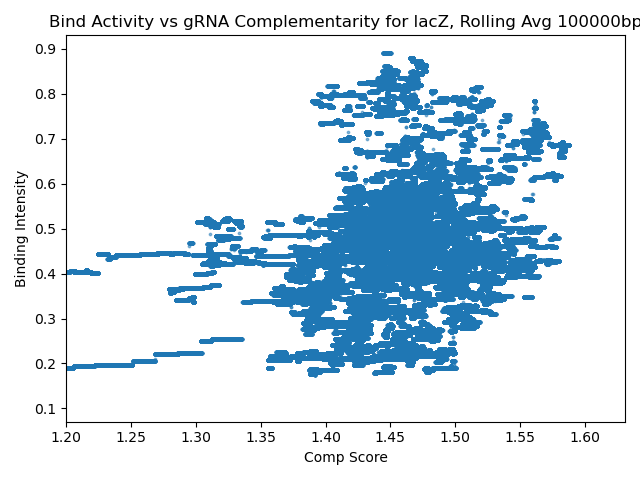 Bind Activity vs gRNA Complementarity for lacZ, Rolling Avg 100000bp
0.9
0.8
0.7
0.6
0.5
0.4
0.3
0.2
0.1
Binding Intensity
1.20 1.25 1.30 1.35 1.40 1.45 1.50 1.55 1.60
Comp Score